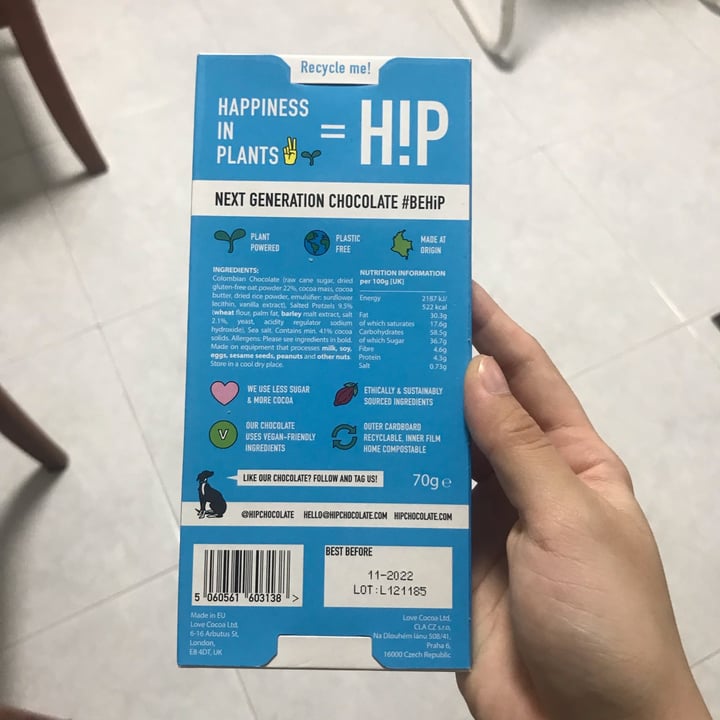 Recycle me!
HAPPINESS
IN
PLANTS
= H!P
NEXT GENERATION CHOCOLATE #BEHiP
PLANT
POWERED
PLASTIC
FREE
MADE AT
ORIGIN
INGREDIENTS:
Colombian Chocolate (raw cane sugar, dried
gluten-free oat powder 22%, cocoa mass, cocoa
butter, dried rice powder, emulsifier: sunflower
lecithin, vanilla extract), Salted Pretzels 9.5%
(wheat flour, palm fat, barley malt extract, salt
2.1%, yeast, acidity regulator sodium
hydroxide), Sea salt. Contains min. 41% cocoa
solids. Allergens: Please see ingredients in bold.
Made on equipment that processes milk, soy,
eggs, sesame seeds, peanuts and other nuts.
Store in a cool dry place.
NUTRITION INFORMATION
per 100g (UK)
Energy 2187 kJ/
522 kcal
Fat 30.3g
of which saturates 17.6g
Carbohydrates 58.5g
of which Sugar 36.7g
Fibre 4.6g
Protein 4.3g
Salt 0.73g
WE USE LESS SUGAR
& MORE COCOA
ETHICALLY & SUSTAINABLY
SOURCED INGREDIENTS
V
OUR CHOCOLATE
USES VEGAN-FRIENDLY
INGREDIENTS
OUTER CARDBOARD
RECYCLABLE, INNER FILM
HOME COMPOSTABLE
LIKE OUR CHOCOLATE? FOLLOW AND TAG US!
70g e
@HIPCHOCOLATE HELLO@HIPCHOCOLATE.COM HIPCHOCOLATE.COM
5 060561 603138 >
BEST BEFORE
11-2022
LOT:L121185
Made in EU
Love Cocoa Ltd,
6-16 Arbutus St,
London,
E8 4DT, UK
Love Cocoa Ltd,
CLA CZ s.r.o,
Na Dlouhém lánu 508/41,
Praha 6,
16000 Czech Republic